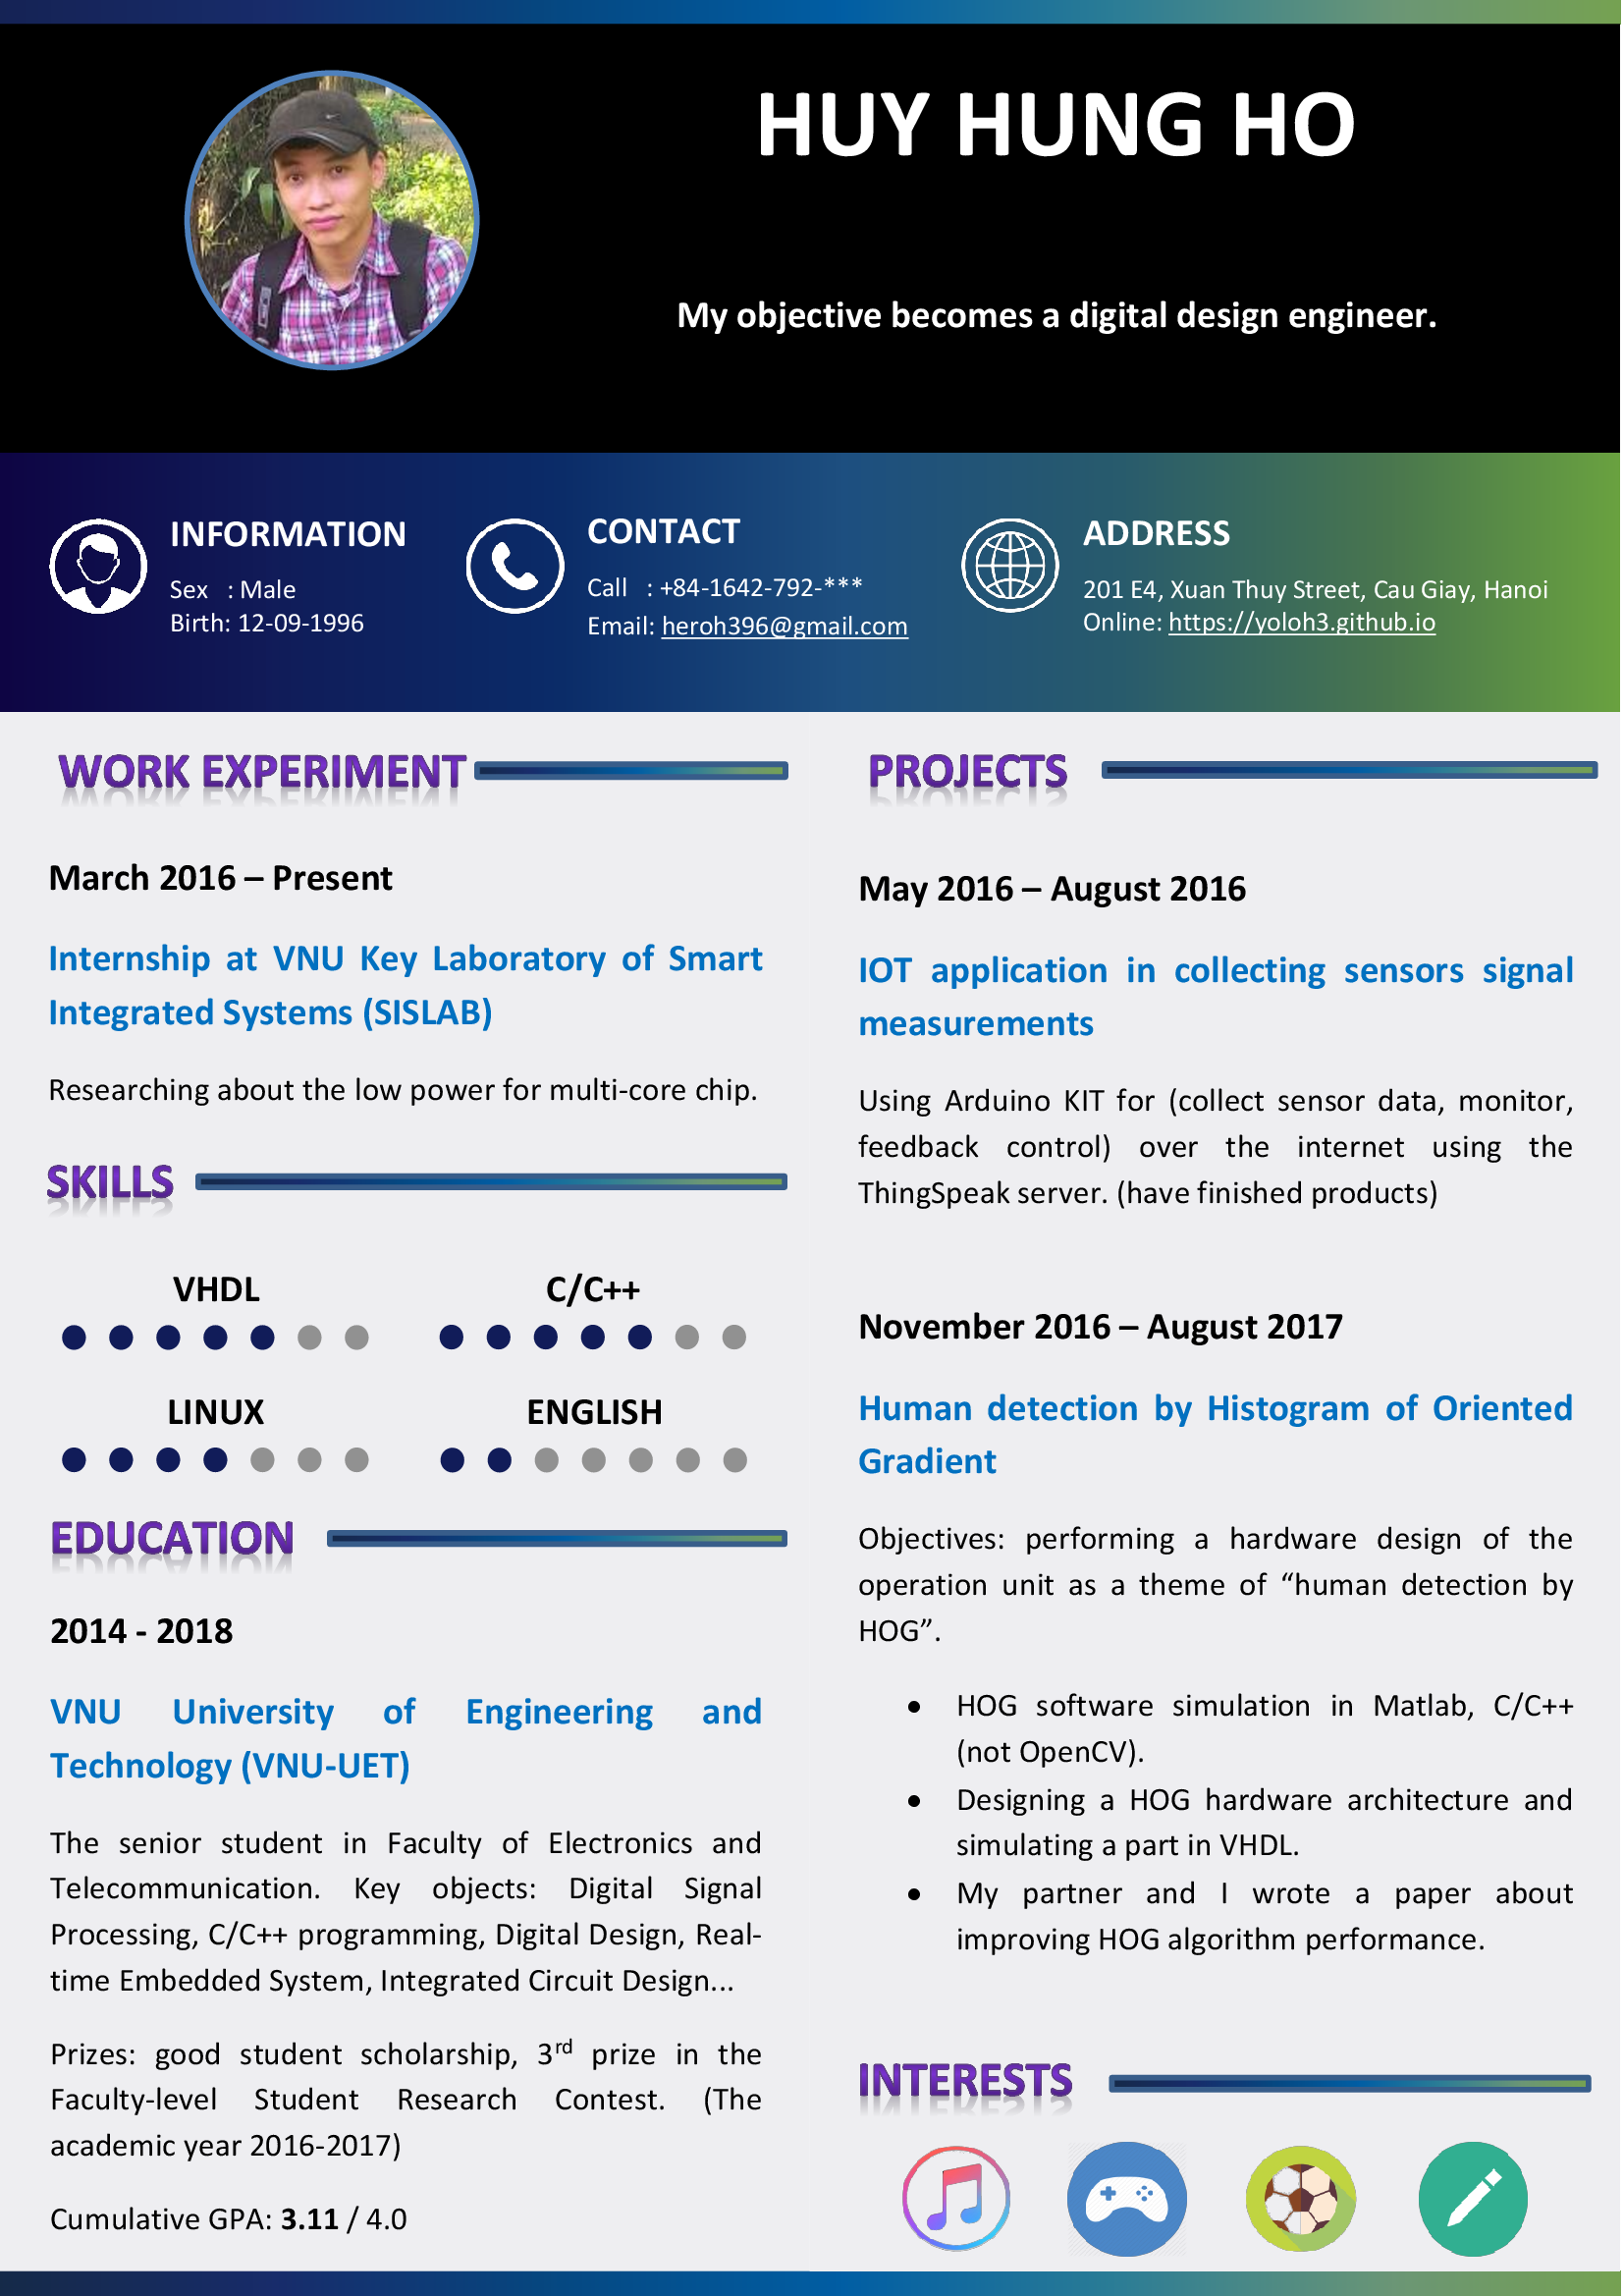 HUY HUNG HO
My objective becomes a digital design engineer.
INFORMATION
Sex : Male
Birth: 12-09-1996
CONTACT
Call : +84-1642-792-***
Email: heroh396@gmail.com
ADDRESS
201 E4, Xuan Thuy Street, Cau Giay, Hanoi
Online: https://yoloh3.github.io
WORK EXPERIMENT
March 2016 – Present
Internship at VNU Key Laboratory of Smart
Integrated Systems (SISLAB)
Researching about the low power for multi-core chip.
SKILLS
VHDL
C/C++
LINUX
ENGLISH
EDUCATION
2014 - 2018
VNU University of Engineering and
Technology (VNU-UET)
The senior student in Faculty of Electronics and
Telecommunication. Key objects: Digital Signal
Processing, C/C++ programming, Digital Design, Real-
time Embedded System, Integrated Circuit Design...
Prizes: good student scholarship, 3rd prize in the
Faculty-level Student Research Contest. (The
academic year 2016-2017)
Cumulative GPA: 3.11 / 4.0
PROJECTS
May 2016 – August 2016
IOT application in collecting sensors signal
measurements
Using Arduino KIT for (collect sensor data, monitor,
feedback control) over the internet using the
ThingSpeak server. (have finished products)
November 2016 – August 2017
Human detection by Histogram of Oriented
Gradient
Objectives: performing a hardware design of the
operation unit as a theme of “human detection by
HOG”.
● HOG software simulation in Matlab, C/C++
(not OpenCV).
● Designing a HOG hardware architecture and
simulating a part in VHDL.
● My partner and I wrote a paper about
improving HOG algorithm performance.
INTERESTS